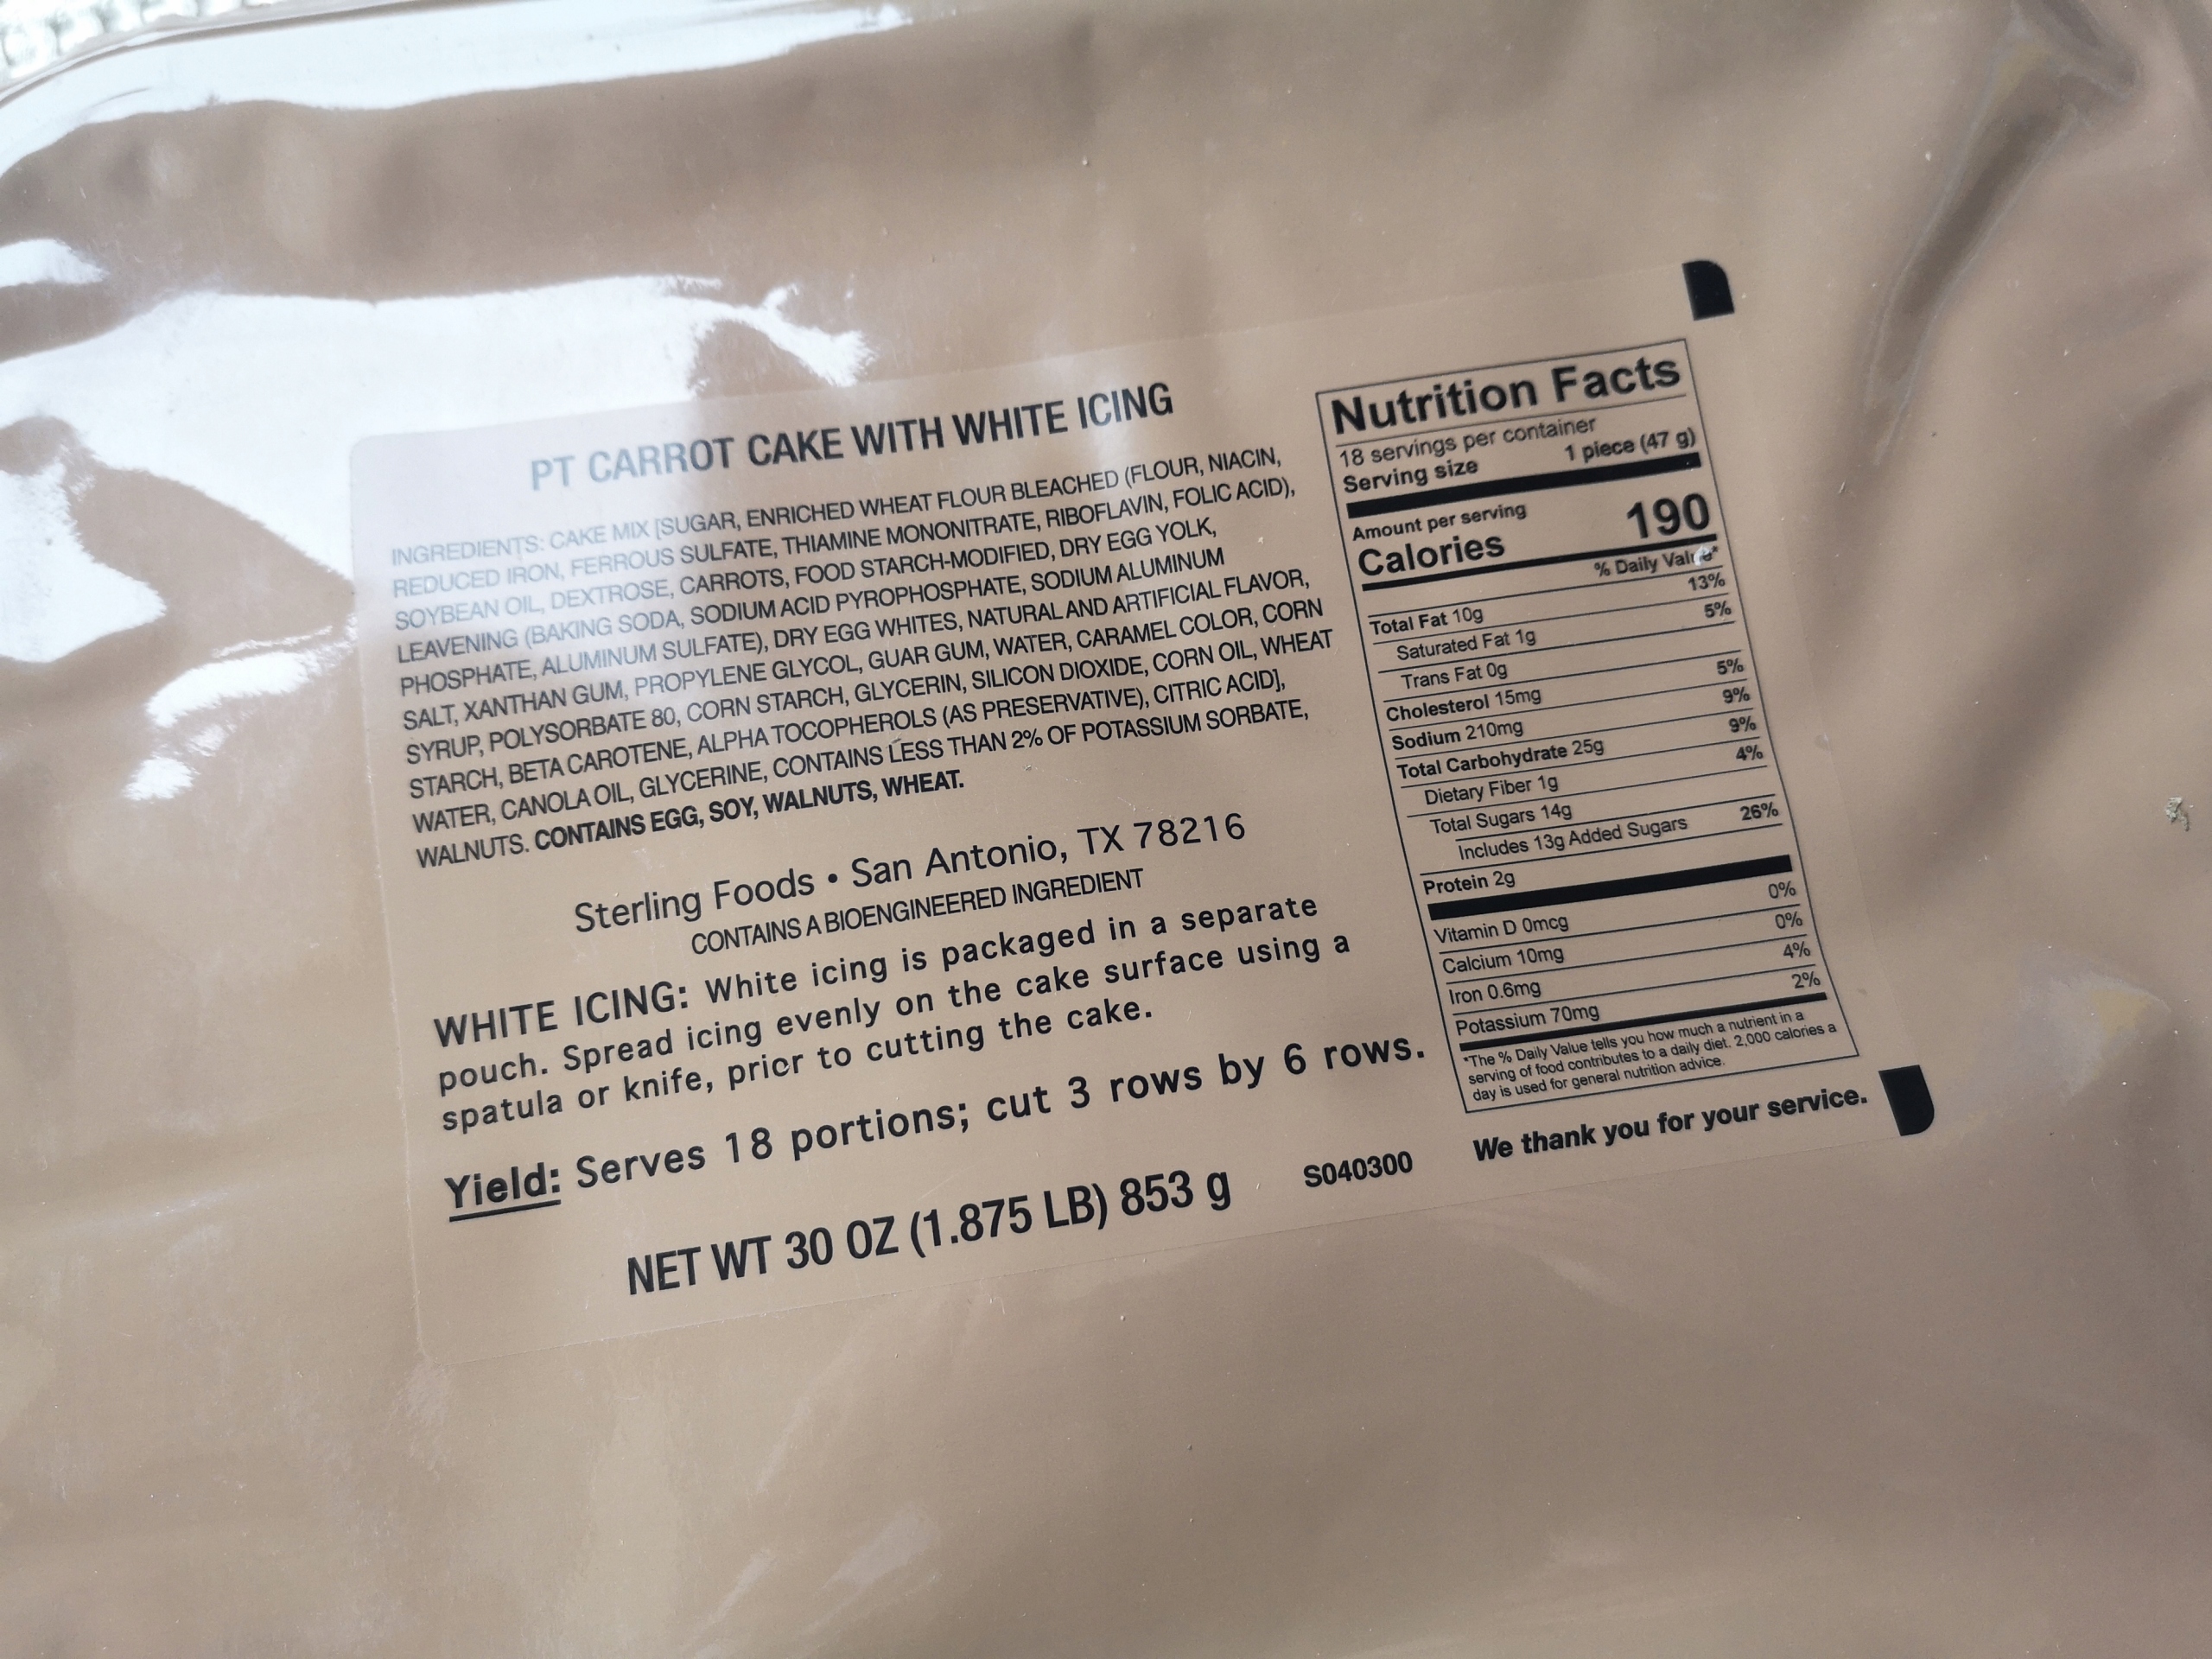 PT CARROT CAKE WITH WHITE ICING
INGREDIENTS: CAKE MIX [SUGAR, ENRICHED WHEAT FLOUR BLEACHED (FLOUR, NIACIN,
REDUCED IRON, FERROUS SULFATE, THIAMINE MONONITRATE, RIBOFLAVIN, FOLIC ACID),
SOYBEAN OIL, DEXTROSE, CARROTS, FOOD STARCH-MODIFIED, DRY EGG YOLK,
LEAVENING (BAKING SODA, SODIUM ACID PYROPHOSPHATE, SODIUM ALUMINUM
PHOSPHATE, ALUMINUM SULFATE), DRY EGG WHITES, NATURAL AND ARTIFICIAL FLAVOR,
SALT, XANTHAN GUM, PROPYLENE GLYCOL, GUAR GUM, WATER, CARAMEL COLOR, CORN
SYRUP, POLYSORBATE 80, CORN STARCH, GLYCERIN, SILICON DIOXIDE, CORN OIL, WHEAT
STARCH, BETA CAROTENE, ALPHA TOCOPHEROLS (AS PRESERVATIVE), CITRIC ACID],
WATER, CANOLA OIL, GLYCERINE, CONTAINS LESS THAN 2% OF POTASSIUM SORBATE,
WALNUTS. CONTAINS EGG, SOY, WALNUTS, WHEAT.
Sterling Foods • San Antonio, TX 78216
CONTAINS A BIOENGINEERED INGREDIENT
WHITE ICING: White icing is packaged in a separate
pouch. Spread icing evenly on the cake surface using a
spatula or knife, prior to cutting the cake.
Yield: Serves 18 portions; cut 3 rows by 6 rows.
NET WT 30 OZ (1.875 LB) 853 g
S040300
Nutrition Facts
18 servings per container
Serving size 1 piece (47 g)
Amount per serving
Calories 190
% Daily Value*
Total Fat 10g 13%
Saturated Fat 1g 5%
Trans Fat 0g
Cholesterol 15mg 5%
Sodium 210mg 9%
Total Carbohydrate 25g 9%
Dietary Fiber 1g 4%
Total Sugars 14g
Includes 13g Added Sugars 26%
Protein 2g
Vitamin D 0mcg 0%
Calcium 10mg 0%
Iron 0.6mg 4%
Potassium 70mg 2%
*The % Daily Value tells you how much a nutrient in a
serving of food contributes to a daily diet. 2,000 calories a
day is used for general nutrition advice.
We thank you for your service.